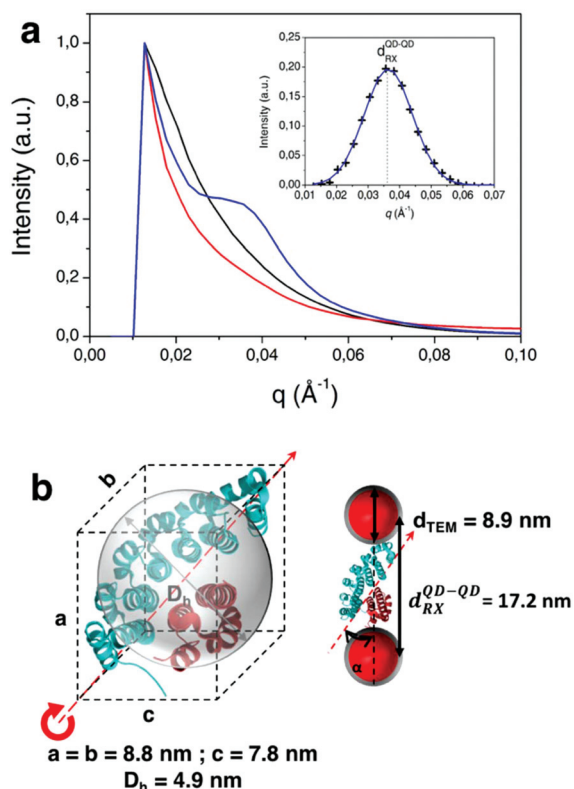 a
Intensity (a.u.)
1,0
0,8
0,6
0,4
0,2
0,0
0,00 0,02 0,04 0,06 0,08 0,10
q (Å⁻¹)
d_RX^QD-QD
Intensity (a.u.)
0,20
0,20
0,15
0,10
0,05
0,00
0,01 0,02 0,03 0,04 0,05 0,06 0,07
q (Å⁻¹)
b
b
a
c
D_h
a = b = 8.8 nm ; c = 7.8 nm
D_h = 4.9 nm
d_TEM = 8.9 nm
d_RX^QD−QD = 17.2 nm
α